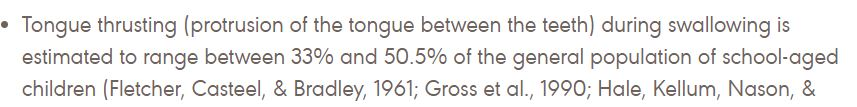 • Tongue thrusting (protrusion of the tongue between the teeth) during swallowing is
estimated to range between 33% and 50.5% of the general population of school-aged
children (Fletcher, Casteel, & Bradley, 1961; Gross et al., 1990; Hale, Kellum, Nason, &